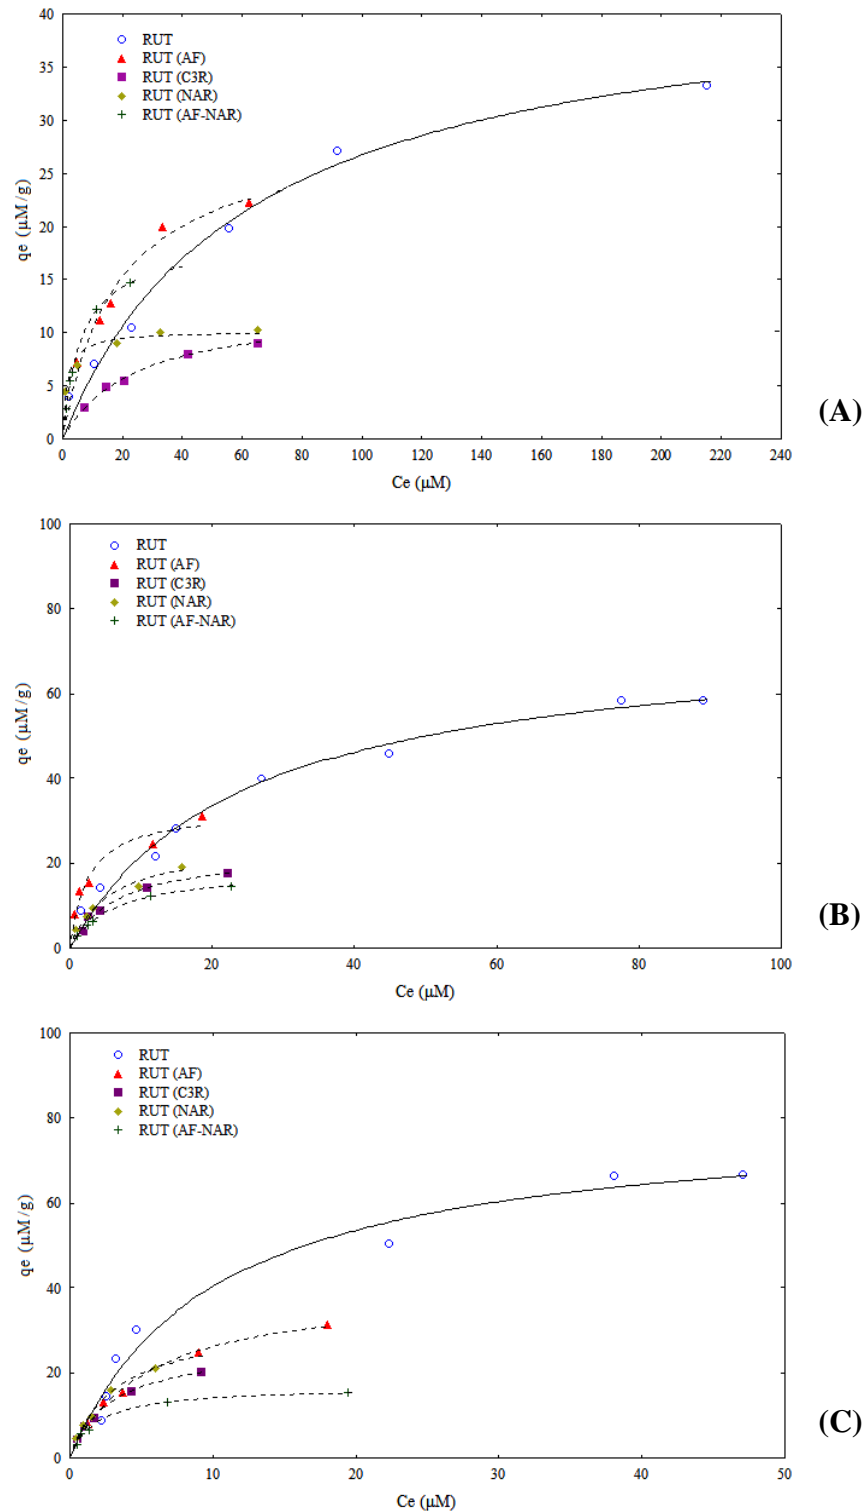 40
35
30
25
20
15
10
5
0
qe (μM/g)
RUT
RUT (AF)
RUT (C3R)
RUT (NAR)
RUT (AF-NAR)
0 20 40 60 80 100 120 140 160 180 200 220 240
Ce (μM)
(A)
100
80
60
40
20
0
qe (μM/g)
RUT
RUT (AF)
RUT (C3R)
RUT (NAR)
RUT (AF-NAR)
0 20 40 60 80 100
Ce (μM)
(B)
100
80
60
40
20
0
qe (μM/g)
RUT
RUT (AF)
RUT (C3R)
RUT (NAR)
RUT (AF-NAR)
0 10 20 30 40 50
Ce (μM)
(C)